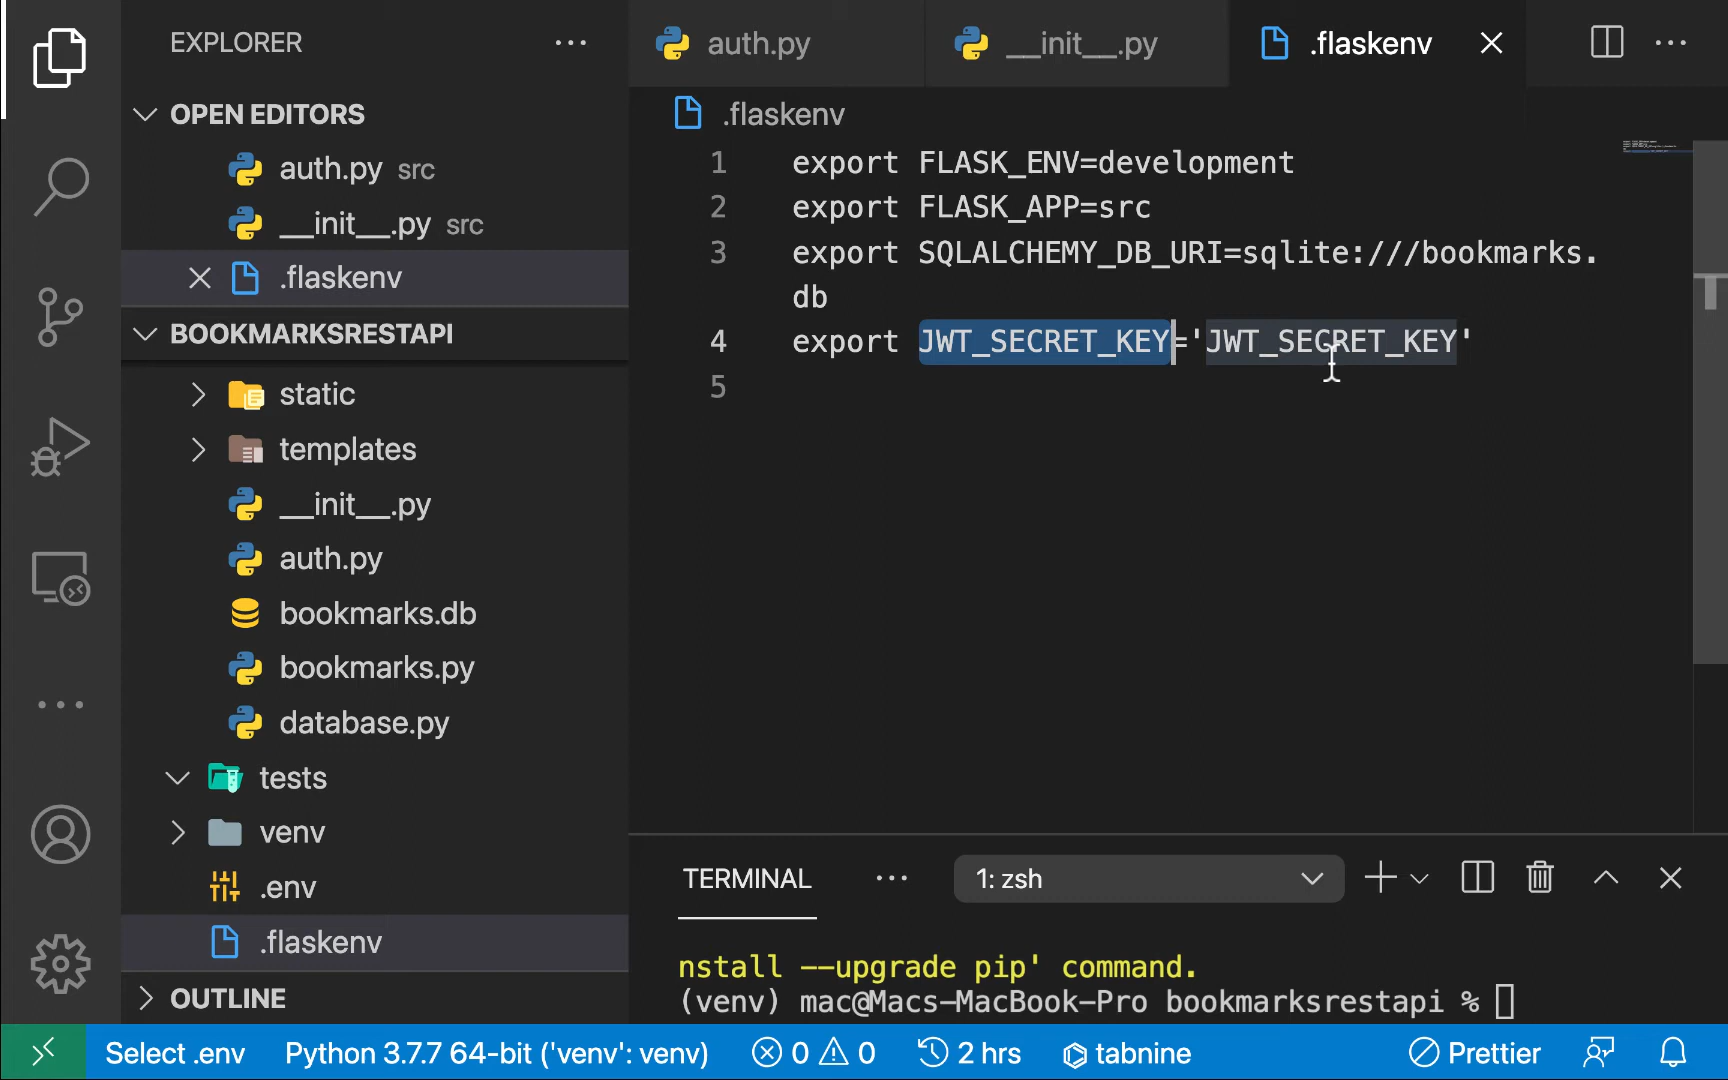 EXPLORER
OPEN EDITORS
auth.py src
__init__.py src
.flaskenv
BOOKMARKSRESTAPI
static
templates
__init__.py
auth.py
bookmarks.db
bookmarks.py
database.py
tests
venv
.env
.flaskenv
OUTLINE
auth.py
__init__.py
.flaskenv
.flaskenv
1 export FLASK_ENV=development
2 export FLASK_APP=src
3 export SQLALCHEMY_DB_URI=sqlite:///bookmarks.
db
4 export JWT_SECRET_KEY='JWT_SECRET_KEY'
5
TERMINAL
1: zsh
nstall --upgrade pip' command.
(venv) mac@Macs-MacBook-Pro bookmarksrestapi %
Select .env Python 3.7.7 64-bit ('venv': venv) 0 0 2 hrs tabnine Prettier